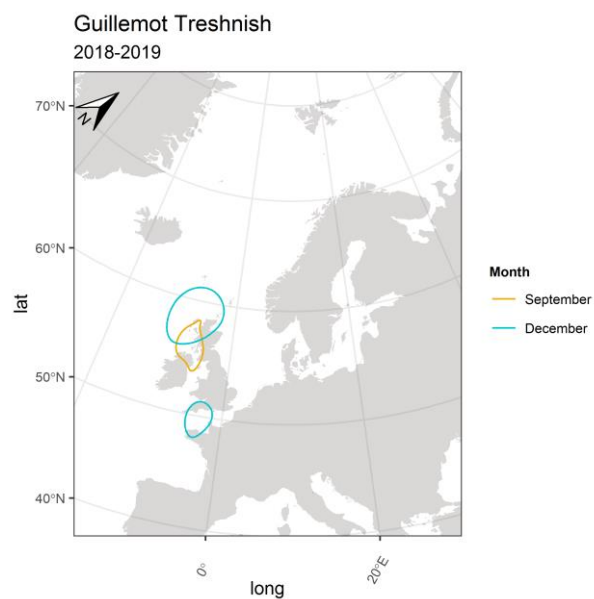 Guillemot Treshnish
2018-2019
N
70°N
60°N
50°N
40°N
lat
0°
20°E
long
Month
September
December